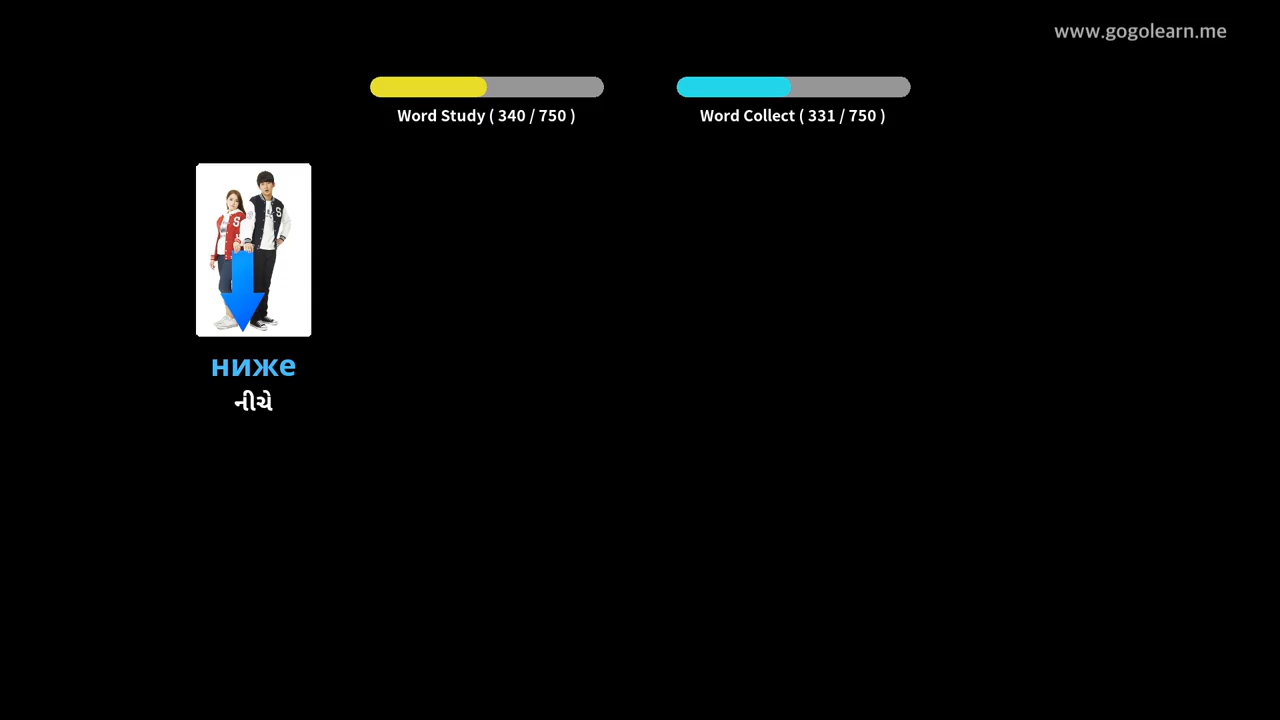 www.gogolearn.me
Word Study ( 340 / 750 )
Word Collect ( 331 / 750 )
S
S
ниже
નીચે